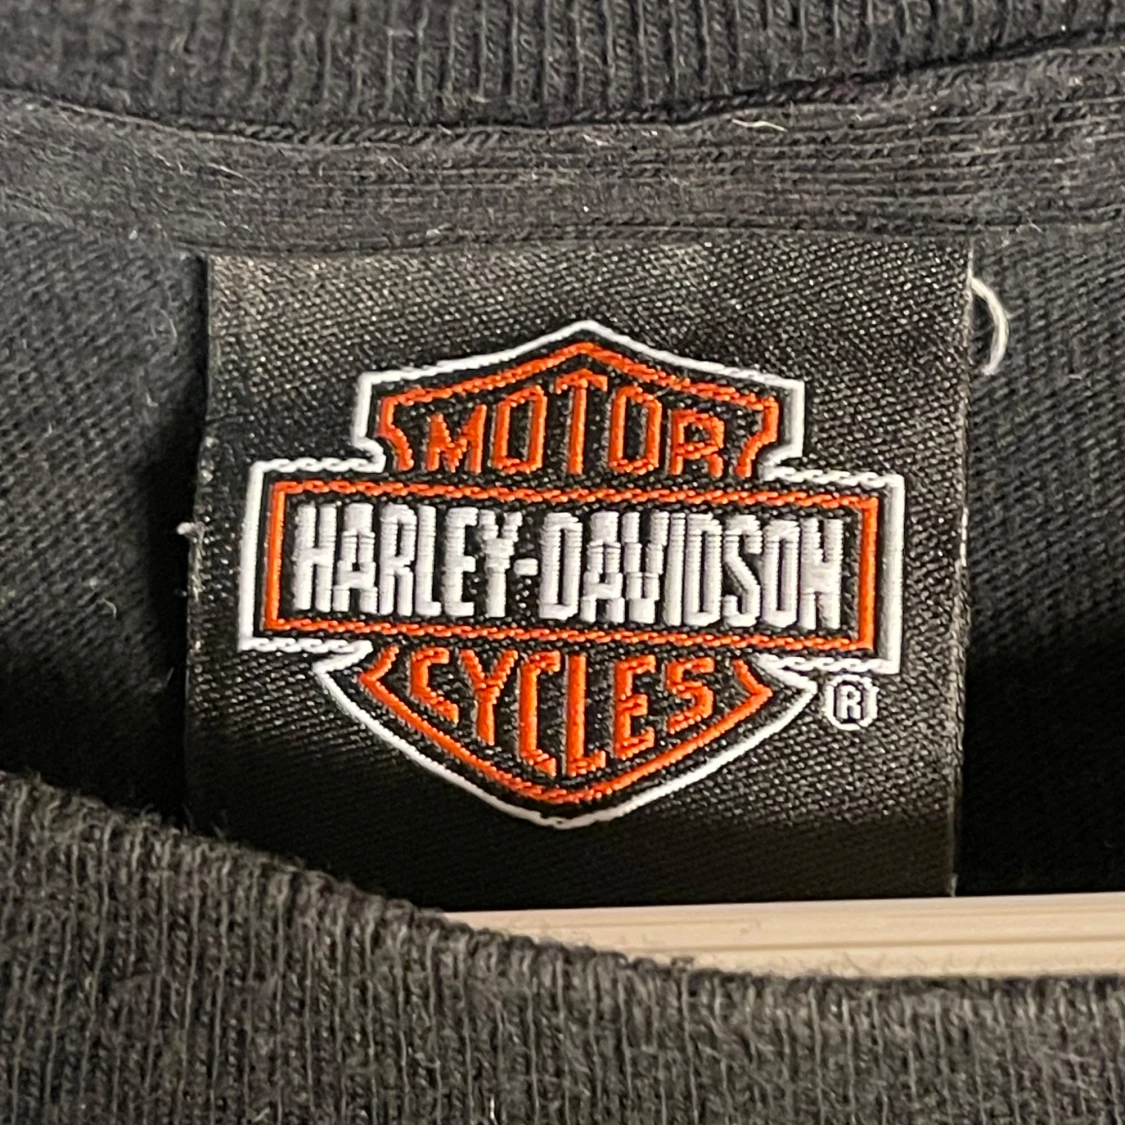 MOTOR
HARLEY-DAVIDSON
CYCLES
®